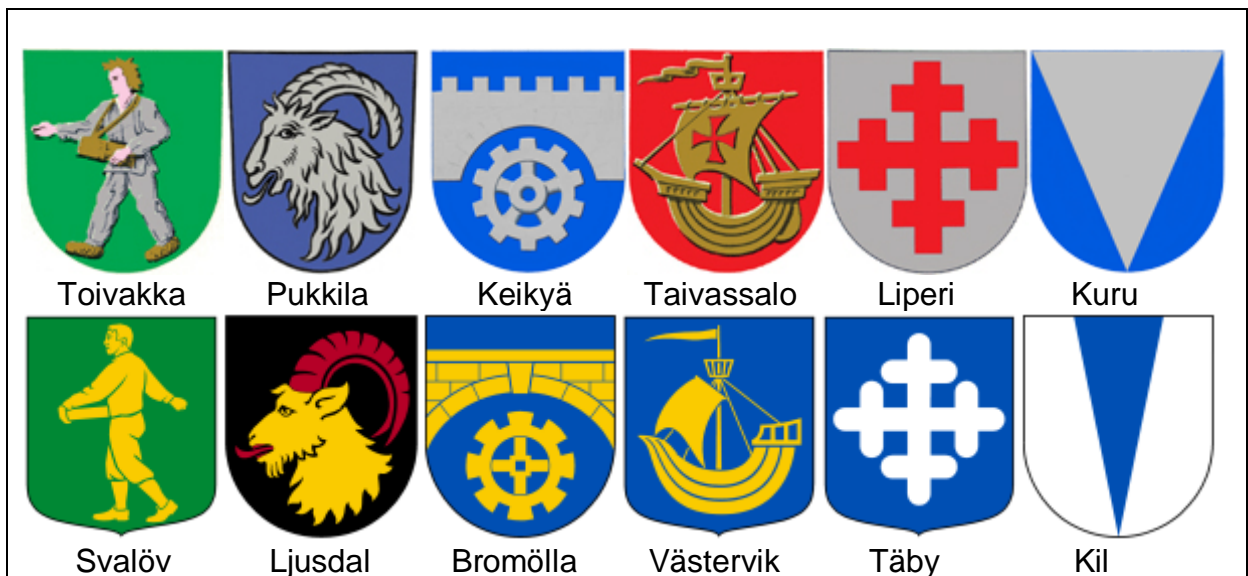 Toivakka Pukkila Keikyä Taivassalo Liperi Kuru
Svalöv Ljusdal Bromölla Västervik Täby Kil